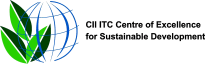 CII ITC Centre of Excellence
for Sustainable Development